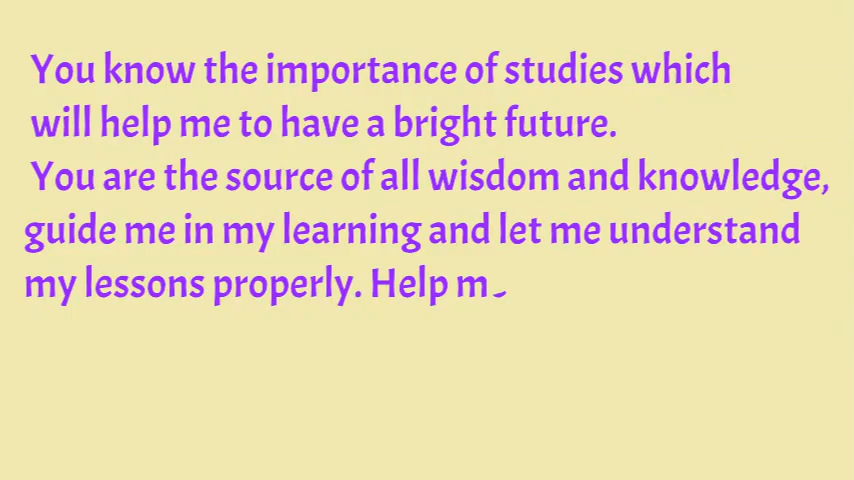 You know the importance of studies which
will help me to have a bright future.
You are the source of all wisdom and knowledge,
guide me in my learning and let me understand
my lessons properly. Help m